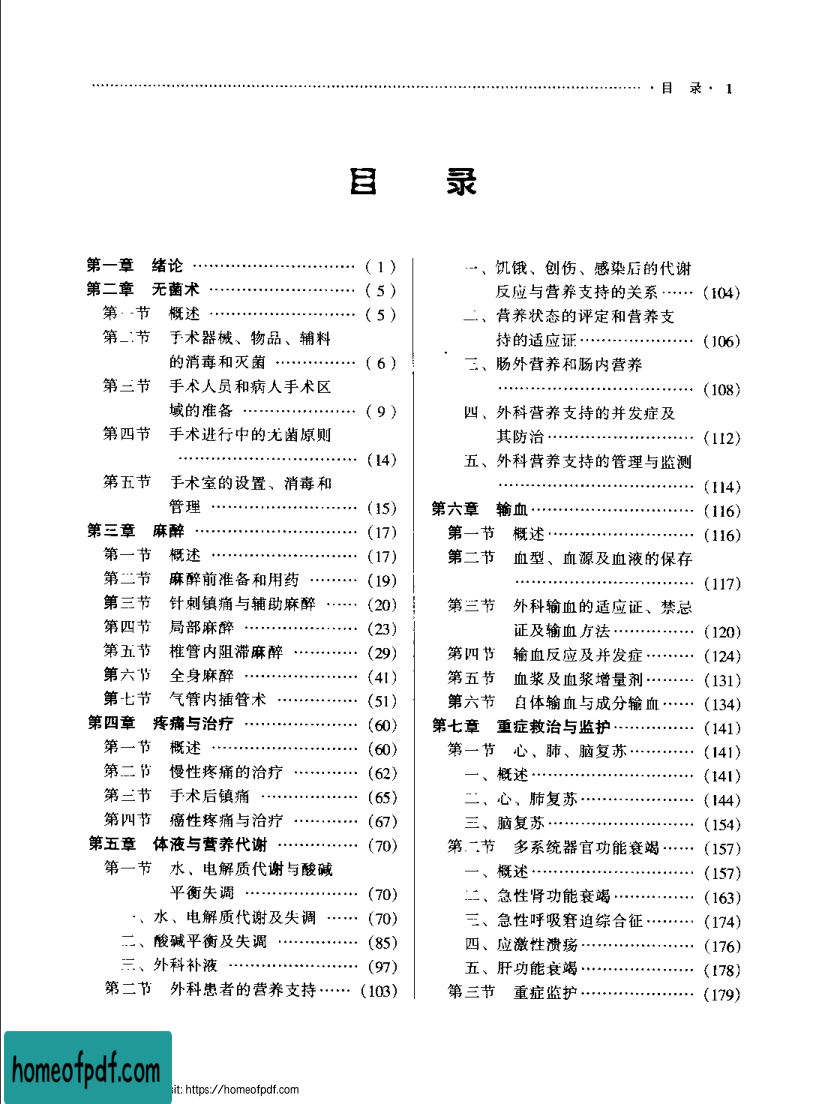 ·目 录· 1
目 录
第一章 绪论 ………………………… (1)
第二章 无菌术 ……………………… (5)
第一节 概述 ……………………… (5)
第二节 手术器械、物品、辅料
的消毒和灭菌 …………… (6)
第三节 手术人员和病人手术区
域的准备 ………………… (9)
第四节 手术进行中的无菌原则
…………………………… (14)
第五节 手术室的设置、消毒和
管理 ……………………… (15)
第三章 麻醉 ………………………… (17)
第一节 概述 ……………………… (17)
第二节 麻醉前准备和用药 ……… (19)
第三节 针刺镇痛与辅助麻醉 …… (20)
第四节 局部麻醉 ………………… (23)
第五节 椎管内阻滞麻醉 ………… (29)
第六节 全身麻醉 ………………… (41)
第七节 气管内插管术 …………… (51)
第四章 疼痛与治疗 ………………… (60)
第一节 概述 ……………………… (60)
第二节 慢性疼痛的治疗 ………… (62)
第三节 手术后镇痛 ……………… (65)
第四节 癌性疼痛与治疗 ………… (67)
第五章 体液与营养代谢 …………… (70)
第一节 水、电解质代谢与酸碱
平衡失调 ………………… (70)
一、水、电解质代谢及失调 …… (70)
二、酸碱平衡及失调 …………… (85)
三、外科补液 …………………… (97)
第二节 外科患者的营养支持…… (103)
一、饥饿、创伤、感染后的代谢
反应与营养支持的关系…… (104)
二、营养状态的评定和营养支
持的适应证………………… (106)
三、肠外营养和肠内营养
……………………………… (108)
四、外科营养支持的并发症及
其防治……………………… (112)
五、外科营养支持的管理与监测
……………………………… (114)
第六章 输血………………………… (116)
第一节 概述……………………… (116)
第二节 血型、血源及血液的保存
…………………………… (117)
第三节 外科输血的适应证、禁忌
证及输血方法…………… (120)
第四节 输血反应及并发症……… (124)
第五节 血浆及血浆增量剂……… (131)
第六节 自体输血与成分输血…… (134)
第七章 重症救治与监护…………… (141)
第一节 心、肺、脑复苏………… (141)
一、概述………………………… (141)
二、心、肺复苏………………… (144)
三、脑复苏……………………… (154)
第二节 多系统器官功能衰竭…… (157)
一、概述………………………… (157)
二、急性肾功能衰竭…………… (163)
三、急性呼吸窘迫综合征……… (174)
四、应激性溃疡………………… (176)
五、肝功能衰竭………………… (178)
第三节 重症监护………………… (179)
homeofpdf.com
sit: https://homeofpdf.com